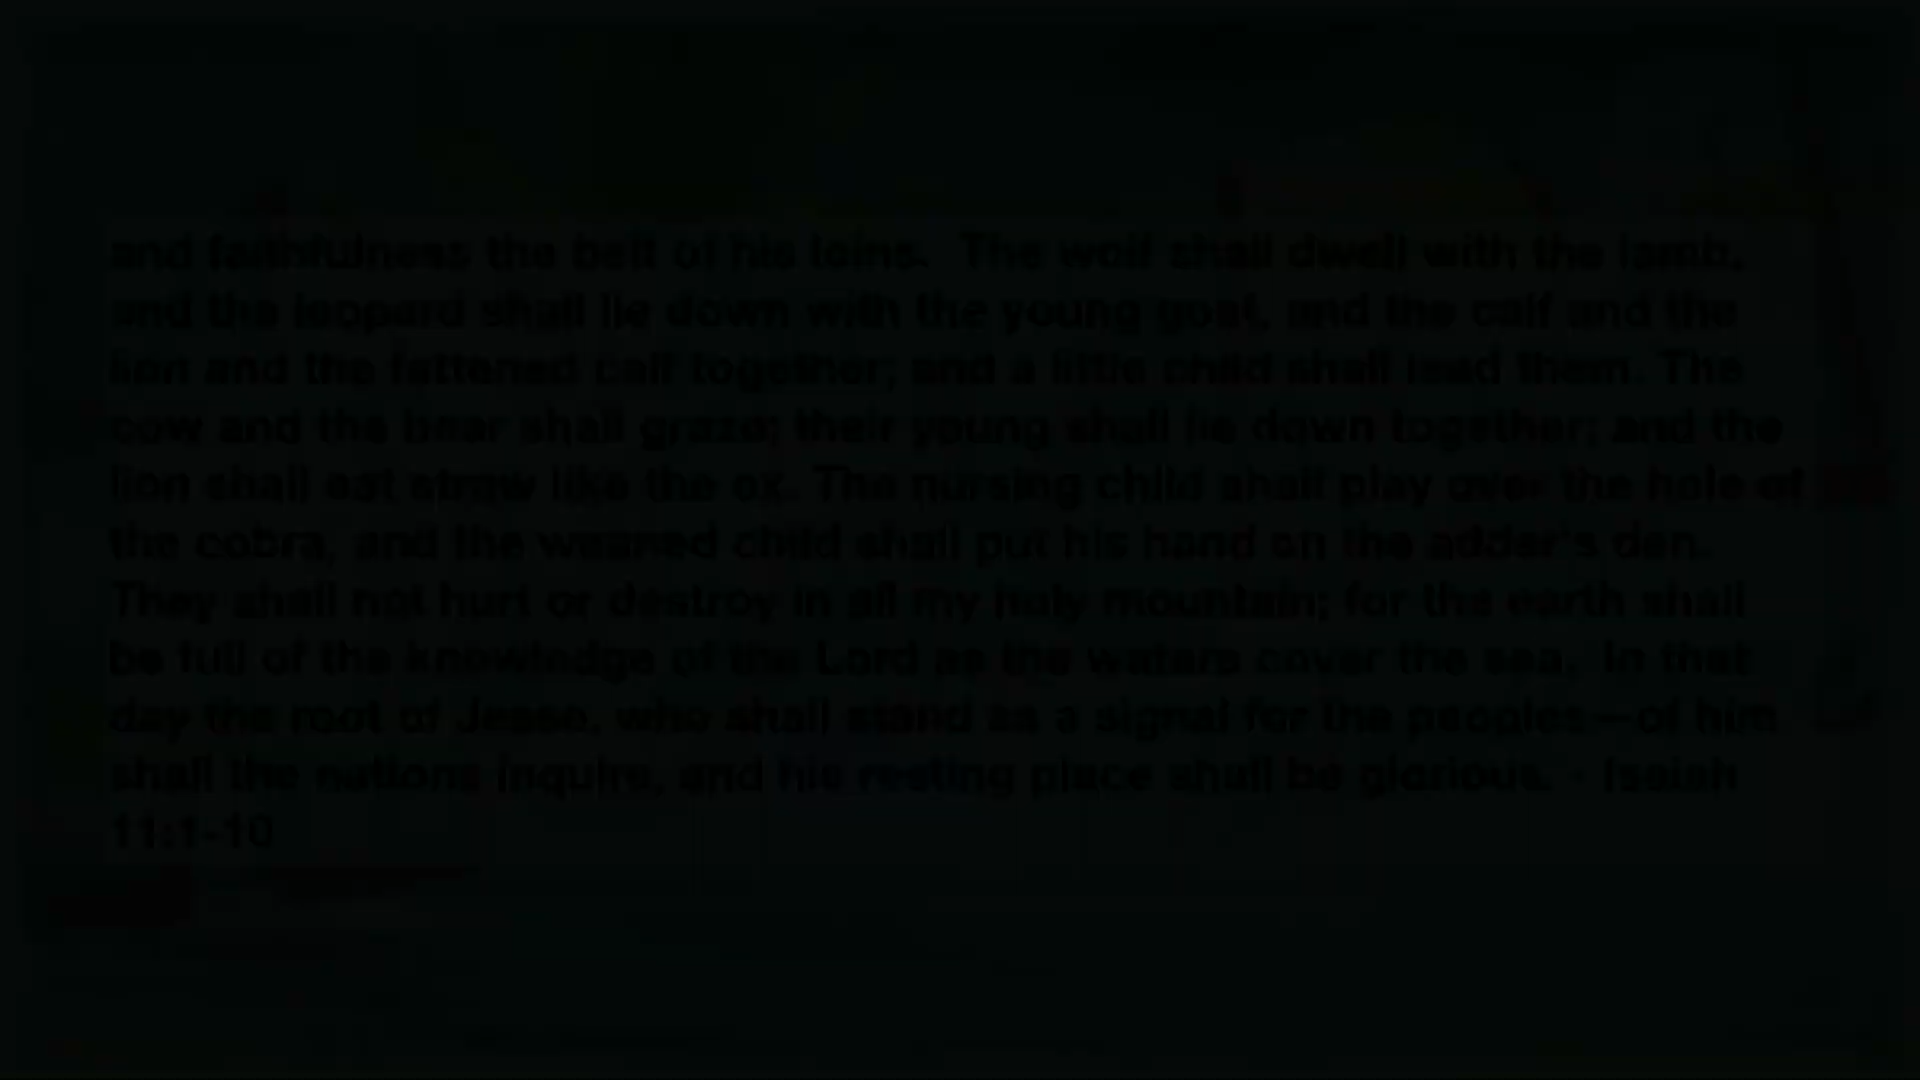 and faithfulness the belt of his loins.  The wolf shall dwell with the lamb,
and the leopard shall lie down with the young goat, and the calf and the
lion and the fattened calf together; and a little child shall lead them. The
cow and the bear shall graze; their young shall lie down together; and the
lion shall eat straw like the ox. The nursing child shall play over the hole of
the cobra, and the weaned child shall put his hand on the adder's den.
They shall not hurt or destroy in all my holy mountain; for the earth shall
be full of the knowledge of the Lord as the waters cover the sea.  In that
day the root of Jesse, who shall stand as a signal for the peoples—of him
shall the nations inquire, and his resting place shall be glorious. - Isaiah
11:1-10